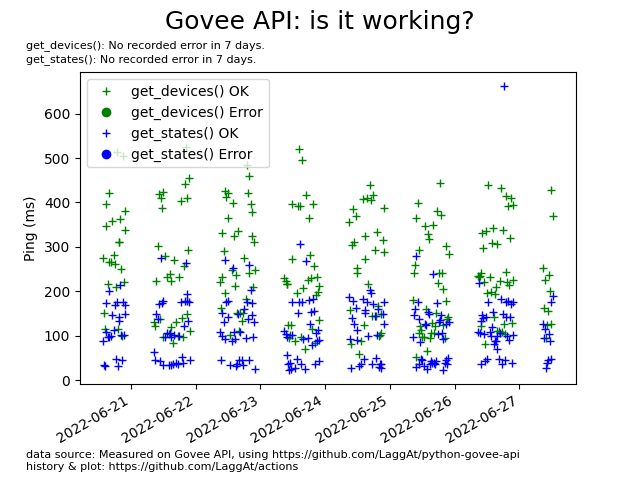 Govee API: is it working?
get_devices(): No recorded error in 7 days.
get_states(): No recorded error in 7 days.
get_devices() OK
get_devices() Error
get_states() OK
get_states() Error
Ping (ms)
600
500
400
300
200
100
0
2022-06-21
2022-06-22
2022-06-23
2022-06-24
2022-06-25
2022-06-26
2022-06-27
data source: Measured on Govee API, using https://github.com/LaggAt/python-govee-api
history & plot: https://github.com/LaggAt/actions